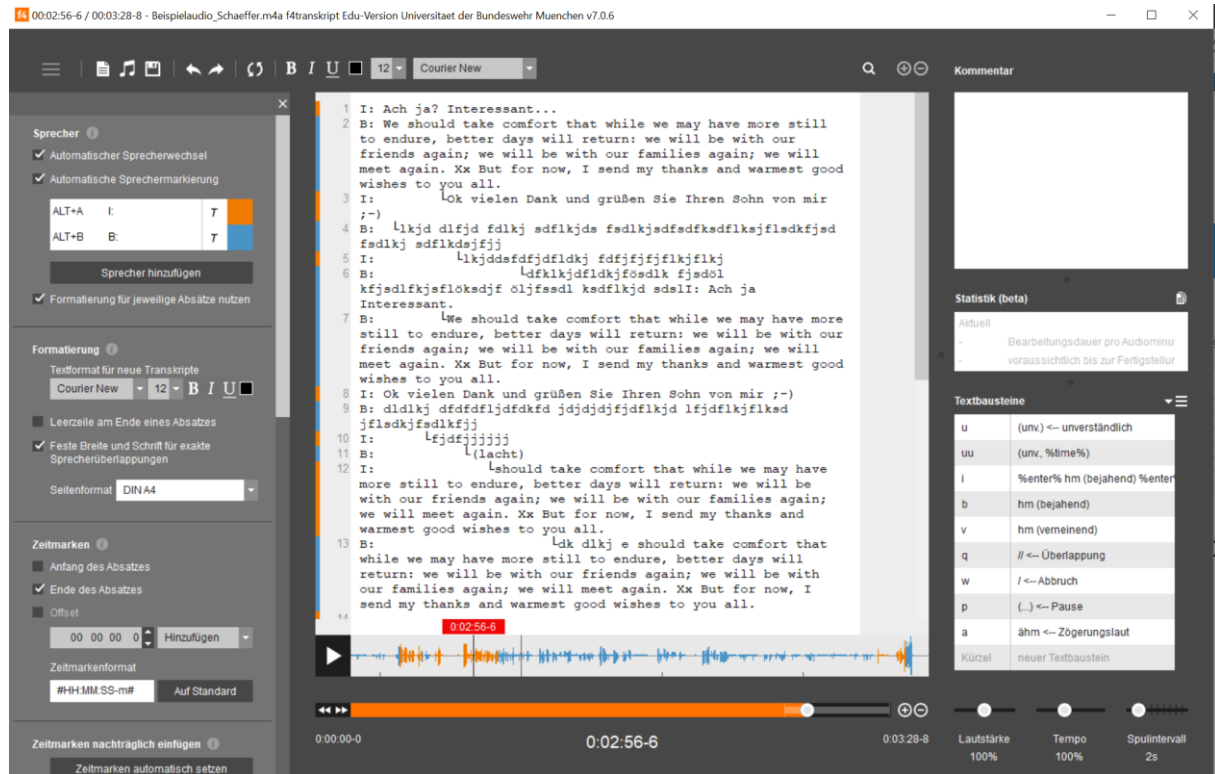 f4 00:02:56-6 / 00:03:28-8 - Beispielaudio_Schaeffer.m4a f4transkript Edu-Version Universitaet der Bundeswehr Muenchen v7.0.6
B I U 12 Courier New
Sprecher
Automatischer Sprecherwechsel
Automatische Sprechermarkierung
ALT+A I: T
ALT+B B: T
Sprecher hinzufügen
Formatierung für jeweilige Absätze nutzen
Formatierung
Textformat für neue Transkripte
Courier New 12 B I U
Leerzeile am Ende eines Absatzes
Feste Breite und Schrift für exakte
Sprecherüberlappungen
Seitenformat DIN A4
Zeitmarken
Anfang des Absatzes
Ende des Absatzes
Offset
00 00 00 0 Hinzufügen
Zeitmarkenformat
#HH:MM:SS-m# Auf Standard
Zeitmarken nachträglich einfügen
Zeitmarken automatisch setzen
1 I: Ach ja? Interessant...
2 B: We should take comfort that while we may have more still
to endure, better days will return: we will be with our
friends again; we will be with our families again; we will
meet again. Xx But for now, I send my thanks and warmest good
wishes to you all.
3 I: └Ok vielen Dank und grüßen Sie Ihren Sohn von mir
;-)
4 B: └lkjd dlfjd fdlkj sdflkjds fsdlkjsdfsdfksdflksjflsdkfjsd
fsdlkj sdflkdsjfjj
5 I: └lkjddsfdfjdfldkj fdfjfjfjflkjflkj
6 B: └dfklkjdfldkjfösdlk fjsdöl
kfjsdlfkjsflöksdjf öljfssdl ksdflkjd sdslI: Ach ja
Interessant.
7 B: └We should take comfort that while we may have more
still to endure, better days will return: we will be with our
friends again; we will be with our families again; we will
meet again. Xx But for now, I send my thanks and warmest good
wishes to you all.
8 I: Ok vielen Dank und grüßen Sie Ihren Sohn von mir ;-)
9 B: dldlkj dfdfdfljdfdkfd jdjdjdjfjdflkjd lfjdflkjflksd
jflsdkjfsdlkfjj
10 I: └fjdfjjjjjj
11 B: └(lacht)
12 I: └should take comfort that while we may have
more still to endure, better days will return: we will be
with our friends again; we will be with our families again;
we will meet again. Xx But for now, I send my thanks and
warmest good wishes to you all.
13 B: └dk dlkj e should take comfort that
while we may have more still to endure, better days will
return: we will be with our friends again; we will be with
our families again; we will meet again. Xx But for now, I
send my thanks and warmest good wishes to you all.
14
0:02:56-6
0:00:00-0 0:02:56-6 0:03:28-8
Kommentar
Statistik (beta)
Aktuell
- Bearbeitungsdauer pro Audiominu
- voraussichtlich bis zur Fertigstellur
Textbausteine
u (unv.) <-- unverständlich
uu (unv., %time%)
i %enter% hm (bejahend) %enter
b hm (bejahend)
v hm (verneinend)
q // <-- Überlappung
w / <-- Abbruch
p (...) <-- Pause
a ähm <-- Zögerungslaut
Kürzel neuer Textbaustein
Lautstärke Tempo Spulintervall
100% 100% 2s